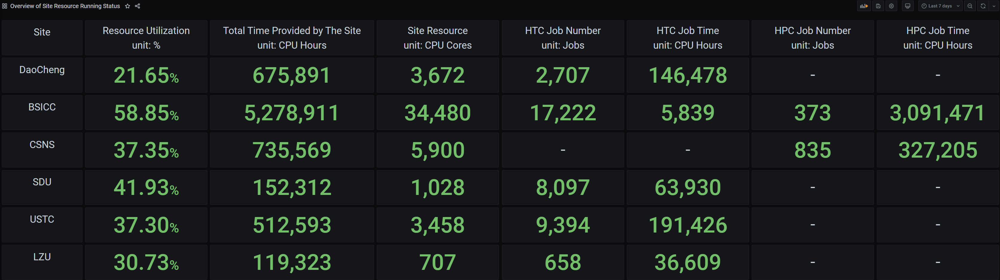 Overview of Site Resource Running Status
Last 7 days
Site
Resource Utilization
unit: %
Total Time Provided by The Site
unit: CPU Hours
Site Resource
unit: CPU Cores
HTC Job Number
unit: Jobs
HTC Job Time
unit: CPU Hours
HPC Job Number
unit: Jobs
HPC Job Time
unit: CPU Hours
DaoCheng 21.65% 675,891 3,672 2,707 146,478 - -
BSICC 58.85% 5,278,911 34,480 17,222 5,839 373 3,091,471
CSNS 37.35% 735,569 5,900 - - 835 327,205
SDU 41.93% 152,312 1,028 8,097 63,930 - -
USTC 37.30% 512,593 3,458 9,394 191,426 - -
LZU 30.73% 119,323 707 658 36,609 - -